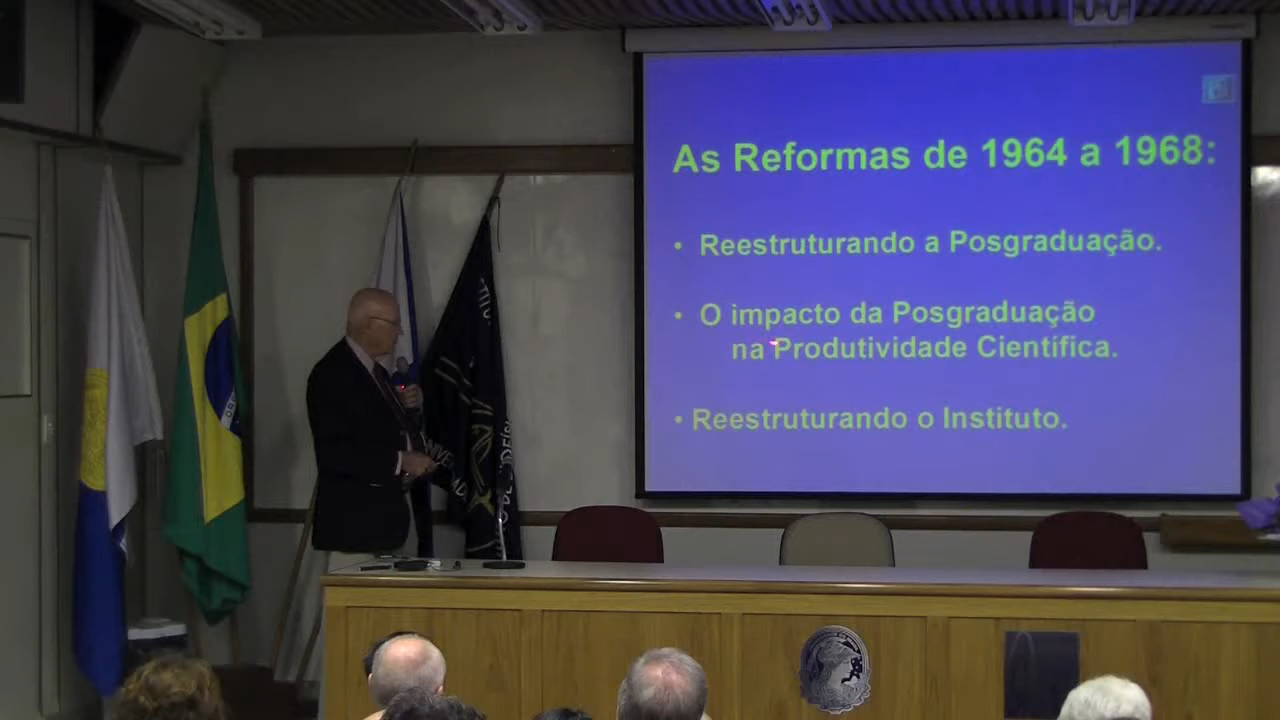 As Reformas de 1964 a 1968:
• Reestruturando a Posgraduação.
• O impacto da Posgraduação
na Produtividade Científica.
• Reestruturando o Instituto.